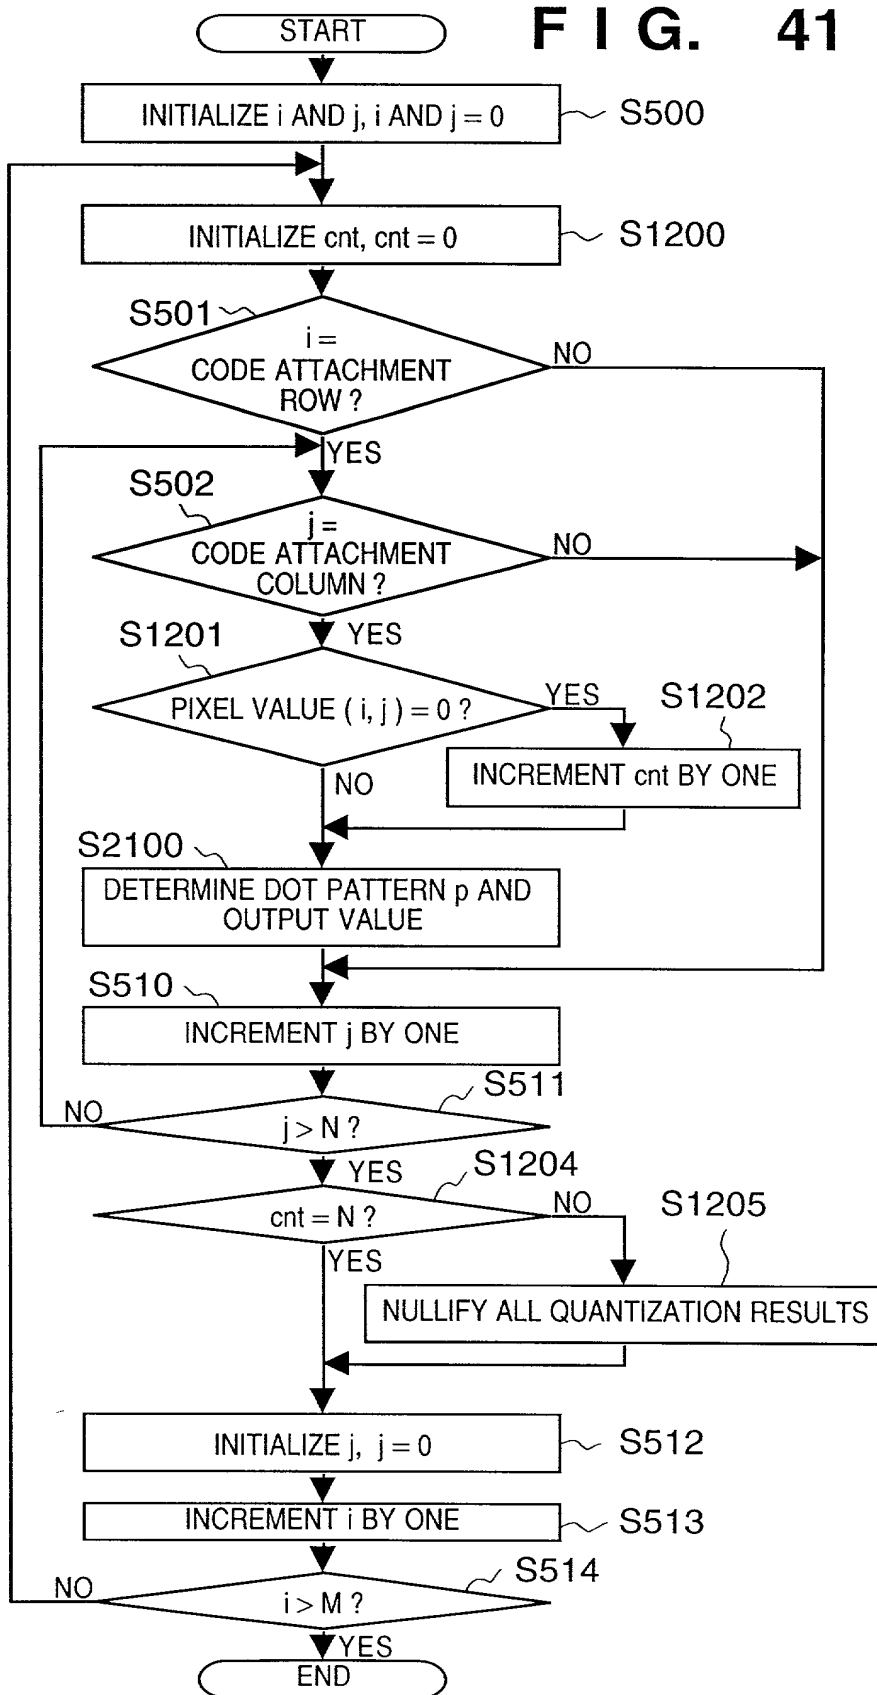 FIG. 41
START
INITIALIZE i AND j, i AND j = 0
S500
INITIALIZE cnt, cnt = 0
S1200
S501
i =
CODE ATTACHMENT
ROW ?
NO
YES
S502
j =
CODE ATTACHMENT
COLUMN ?
NO
YES
S1201
PIXEL VALUE ( i, j ) = 0 ?
YES
S1202
INCREMENT cnt BY ONE
NO
S2100
DETERMINE DOT PATTERN p AND
OUTPUT VALUE
S510
INCREMENT j BY ONE
S511
j > N ?
NO
YES
S1204
cnt = N ?
NO
S1205
YES
NULLIFY ALL QUANTIZATION RESULTS
INITIALIZE j, j = 0
S512
INCREMENT i BY ONE
S513
S514
i > M ?
NO
YES
END